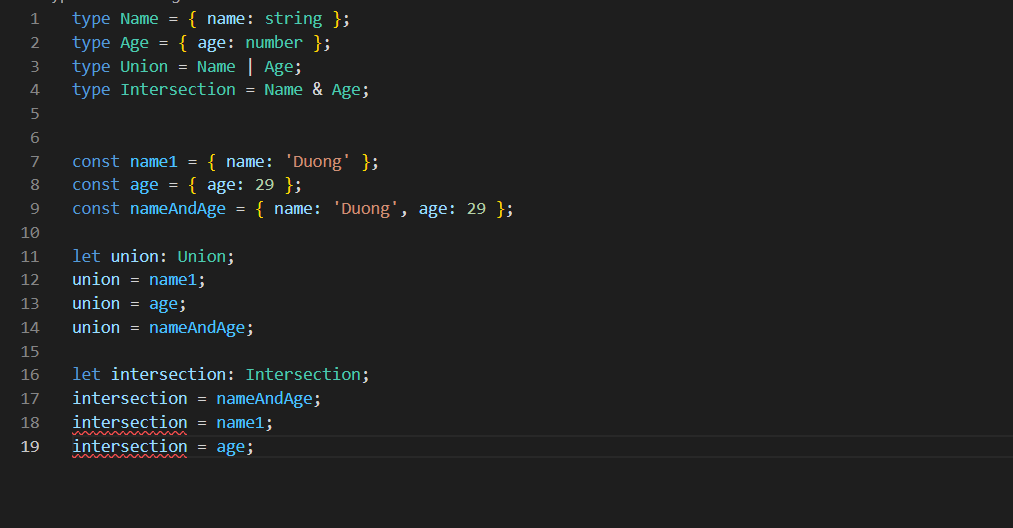 1 type Name = { name: string };
2 type Age = { age: number };
3 type Union = Name | Age;
4 type Intersection = Name & Age;
5
6
7 const name1 = { name: 'Duong' };
8 const age = { age: 29 };
9 const nameAndAge = { name: 'Duong', age: 29 };
10
11 let union: Union;
12 union = name1;
13 union = age;
14 union = nameAndAge;
15
16 let intersection: Intersection;
17 intersection = nameAndAge;
18 intersection = name1;
19 intersection = age;